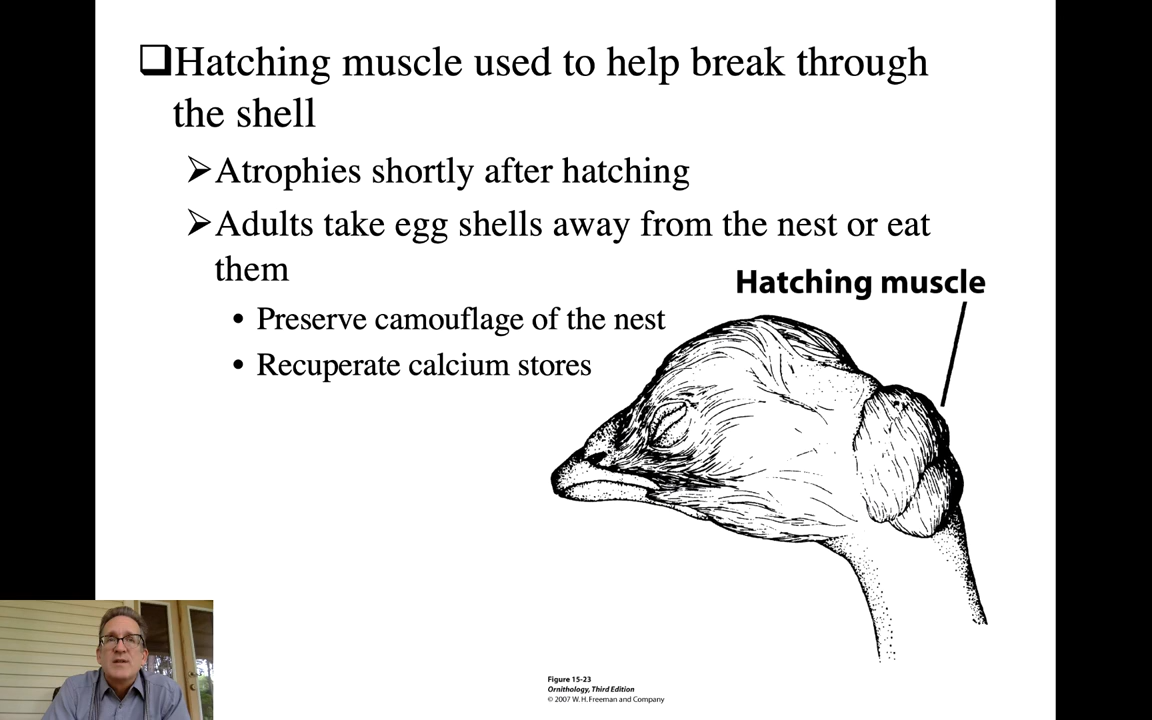 ❑Hatching muscle used to help break through
the shell
➢Atrophies shortly after hatching
➢Adults take egg shells away from the nest or eat
them
• Preserve camouflage of the nest
• Recuperate calcium stores
Hatching muscle
Figure 15-23
Ornithology, Third Edition
© 2007 W. H. Freeman and Company